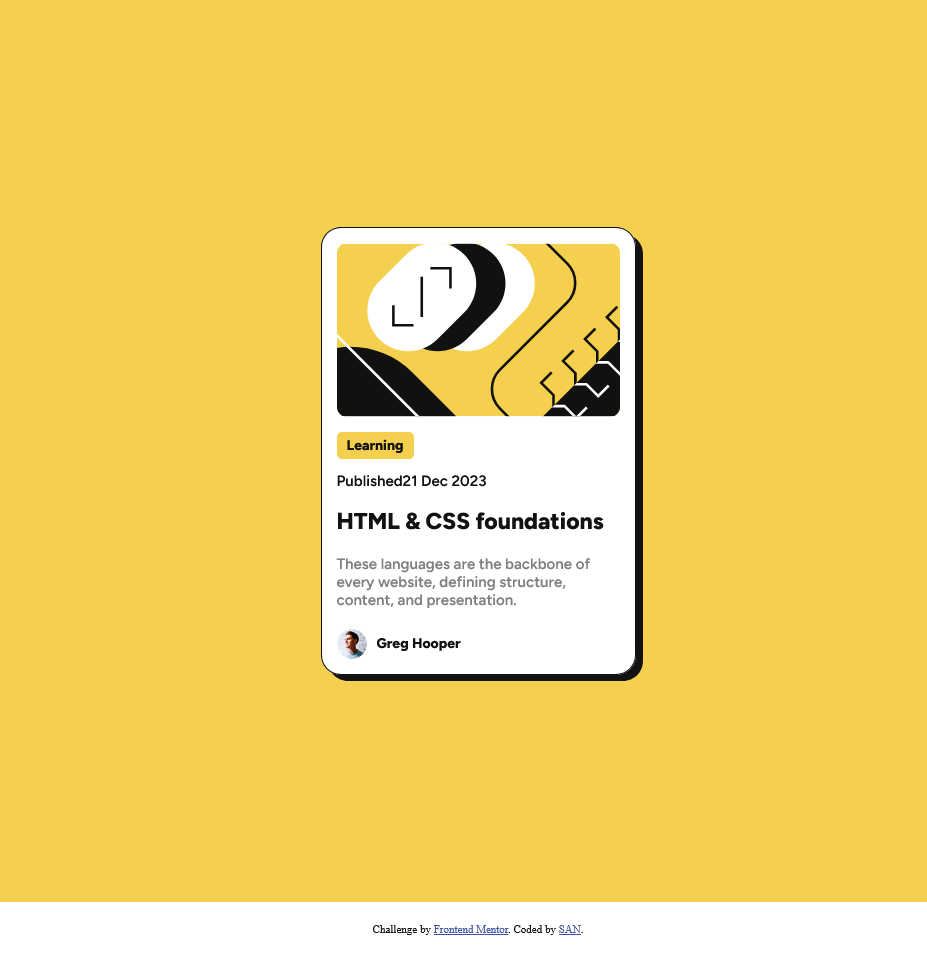 Learning
Published21 Dec 2023
HTML & CSS foundations
These languages are the backbone of
every website, defining structure,
content, and presentation.
Greg Hooper
Challenge by Frontend Mentor. Coded by SAN.